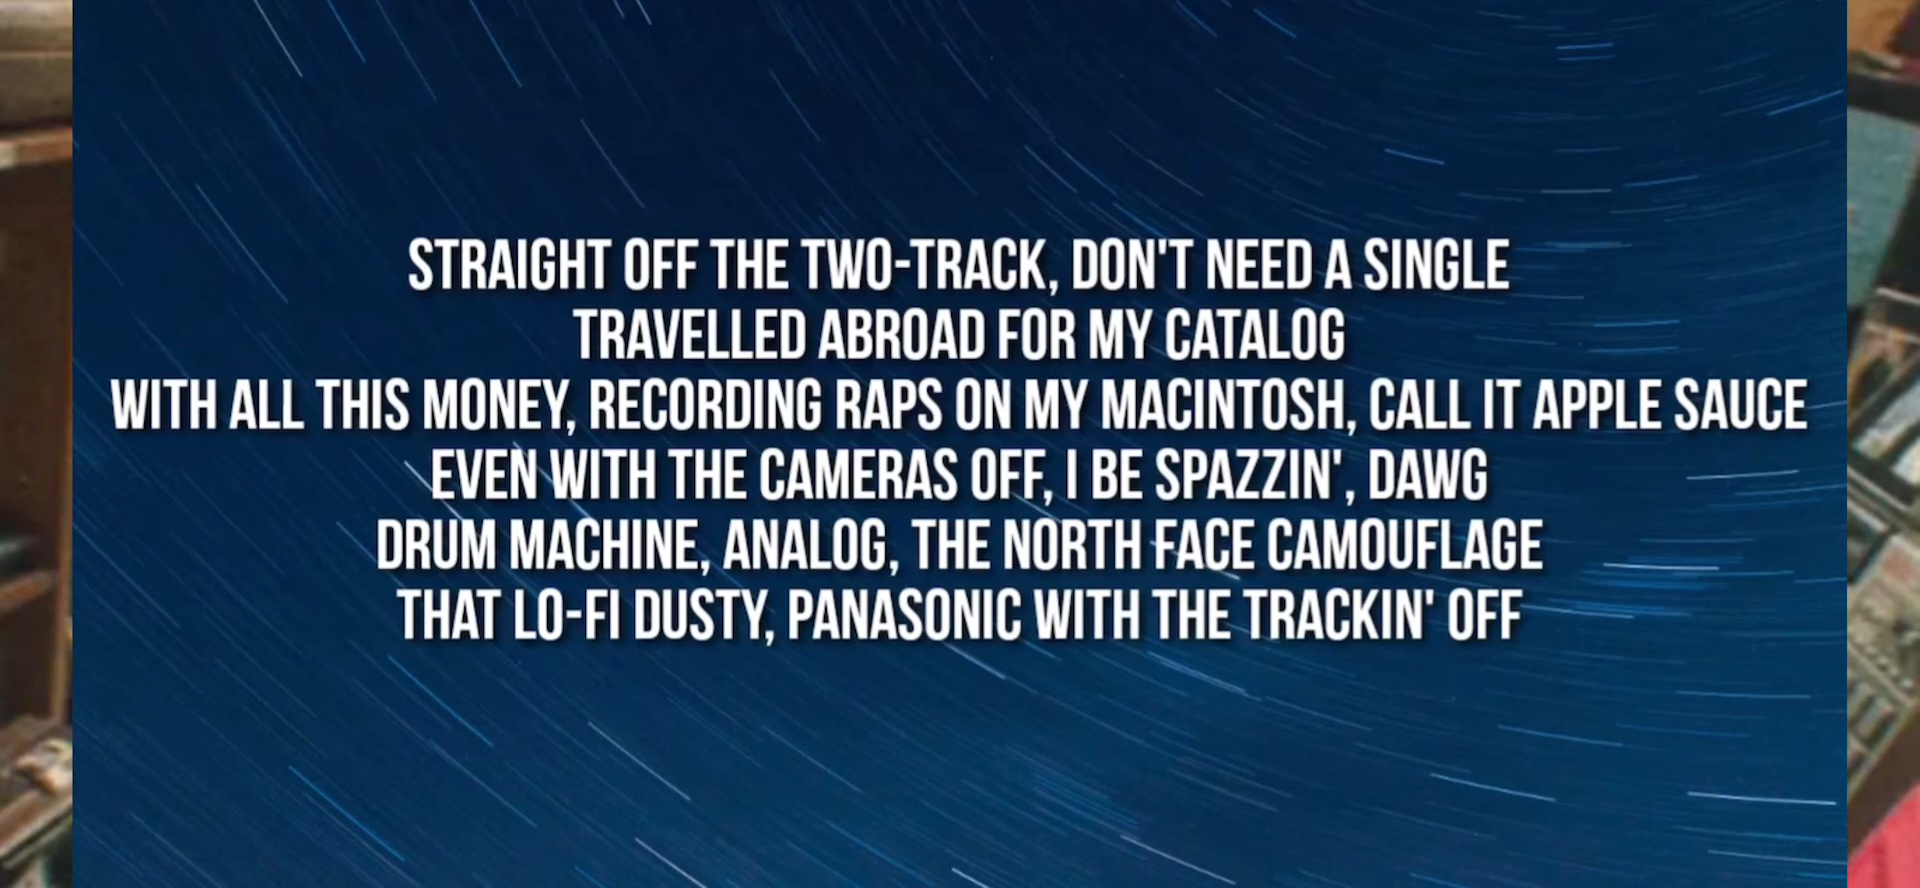 STRAIGHT OFF THE TWO-TRACK, DON'T NEED A SINGLE
TRAVELLED ABROAD FOR MY CATALOG
WITH ALL THIS MONEY, RECORDING RAPS ON MY MACINTOSH, CALL IT APPLE SAUCE
EVEN WITH THE CAMERAS OFF, I BE SPAZZIN', DAWG
DRUM MACHINE, ANALOG, THE NORTH FACE CAMOUFLAGE
THAT LO-FI DUSTY, PANASONIC WITH THE TRACKIN' OFF